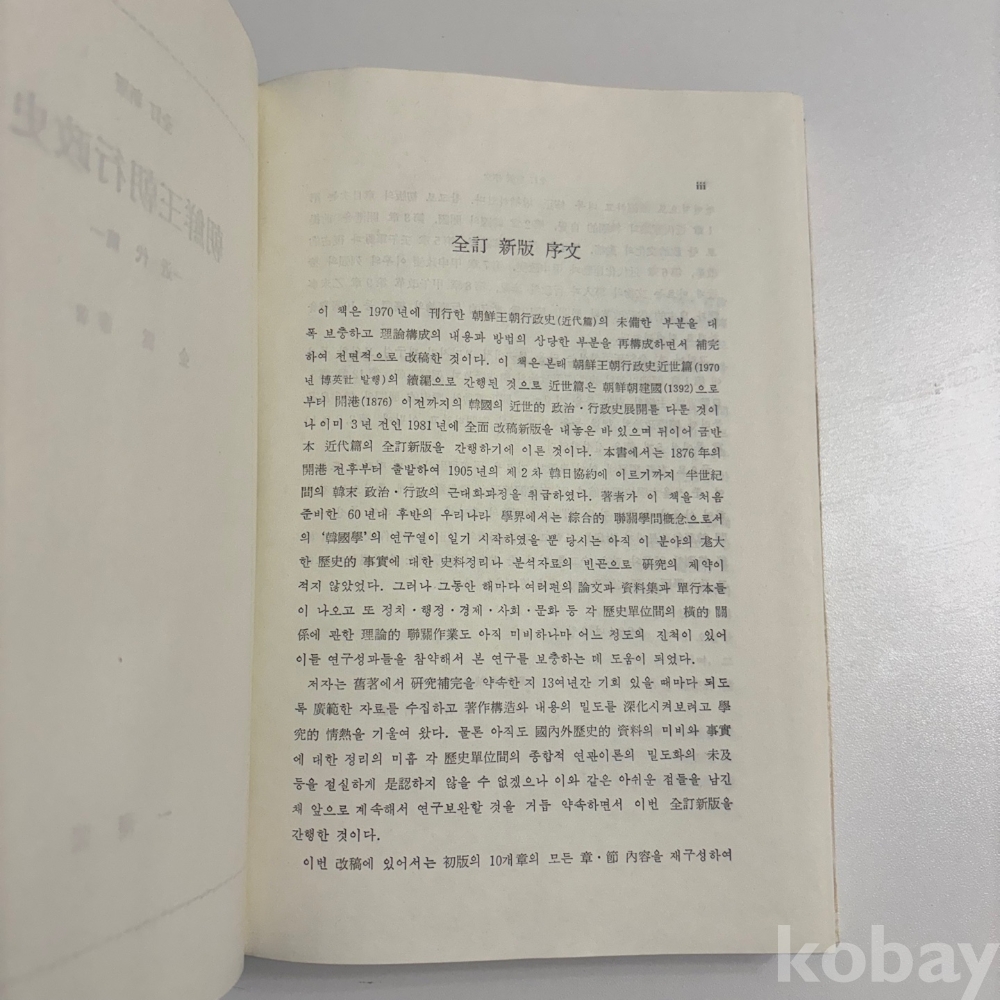 iii
全訂 新版 序文
이 책은 1970년에 刊行한 朝鮮王朝行政史(近代篇)의 未備한 부분을 대
폭 보충하고 理論構成의 내용과 방법의 상당한 부분을 再構成하면서 補完
하여 전면적으로 改稿한 것이다. 이 책은 본래 朝鮮王朝行政史近世篇(1970
년 博英社 발행)의 續編으로 간행된 것으로 近世篇은 朝鮮朝建國(1392)으로
부터 開港(1876) 이전까지의 韓國의 近世的 政治·行政史展開를 다룬 것이
나 이미 3년 전인 1981년에 全面 改稿新版을 내놓은 바 있으며 뒤이어 금반
本 近代篇의 全訂新版을 간행하기에 이른 것이다. 本書에서는 1876年의
開港 전후부터 출발하여 1905년의 제2차 韓日協約에 이르기까지 半世紀
間의 韓末 政治·行政의 근대화과정을 취급하였다. 著者가 이 책을 처음
준비한 60년대 후반의 우리나라 學界에서는 綜合的 聯關學問概念으로서
의 '韓國學'의 연구열이 일기 시작하였을 뿐 당시는 아직 이 분야의 尨大
한 歷史的 事實에 대한 史料정리나 분석자료의 빈곤으로 硏究의 제약이
적지 않았었다. 그러나 그동안 해마다 여러편의 論文과 資料集과 單行本들
이 나오고 또 정치·행정·경제·사회·문화 등 각 歷史單位間의 橫的 關
係에 관한 理論的 聯關作業도 아직 미비하나마 어느 정도의 진척이 있어
이들 연구성과들을 참약해서 본 연구를 보충하는 데 도움이 되었다.
저자는 舊著에서 硏究補完을 약속한 지 13여년간 기회 있을 때마다 되도
록 廣範한 자료를 수집하고 著作構造와 내용의 밀도를 深化시켜보려고 學
究的 情熱을 기울여 왔다. 물론 아직도 國內外歷史的 資料의 미비와 事實
에 대한 정리의 미흡 각 歷史單位間의 종합적 연관이론의 밀도화의 未及
등을 절실하게 是認하지 않을 수 없겠으나 이와 같은 아쉬운 점들을 남긴
채 앞으로 계속해서 연구보완할 것을 거듭 약속하면서 이번 全訂新版을
간행한 것이다.
이번 改稿에 있어서는 初版의 10개章의 모든 章·節 內容을 재구성하여
kobay